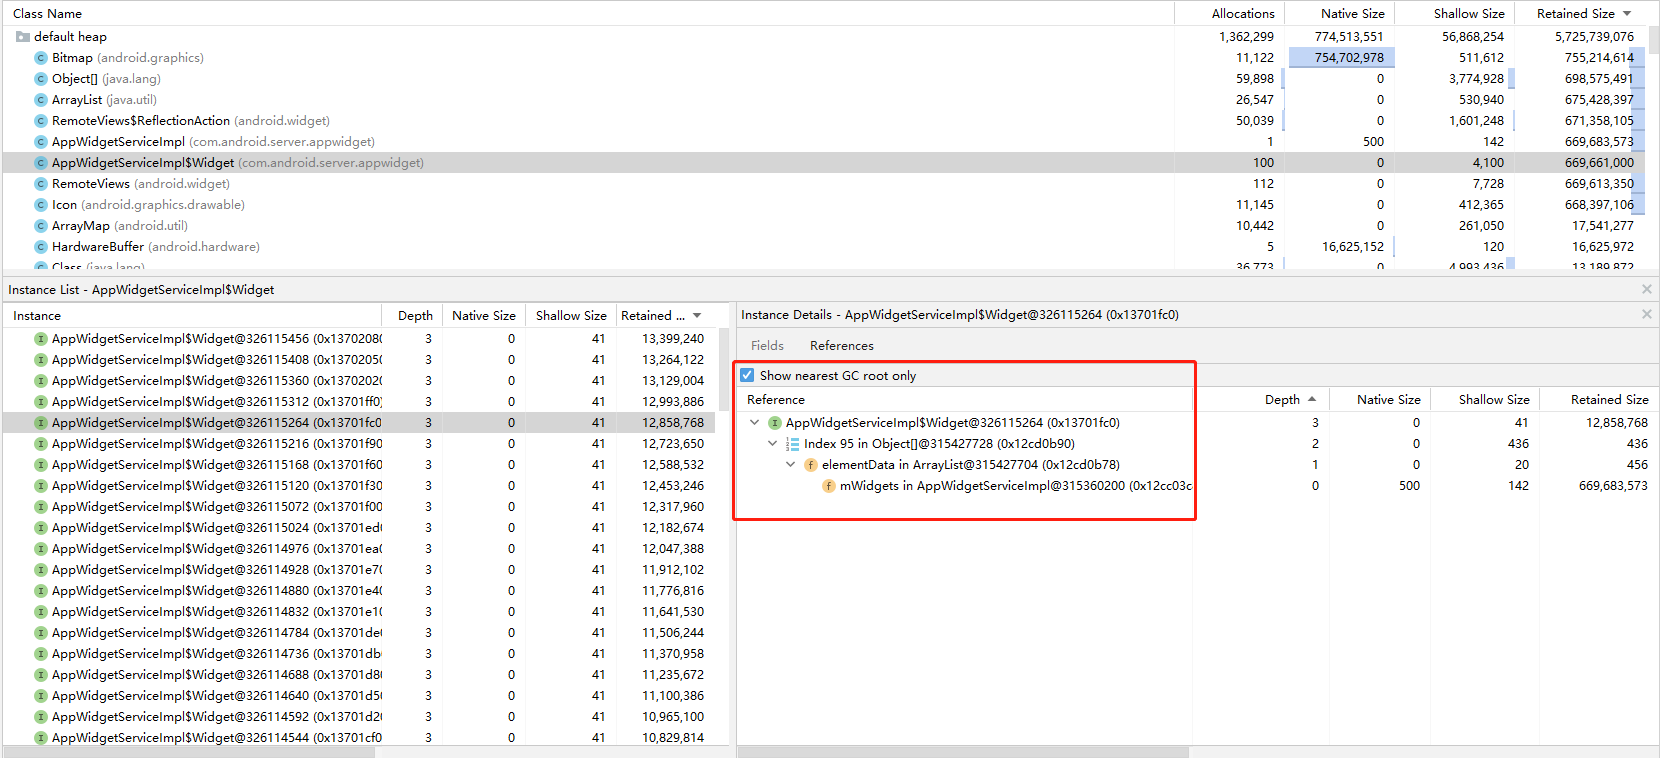 Class Name Allocations Native Size Shallow Size Retained Size
default heap 1,362,299 774,513,551 56,868,254 5,725,739,076
Bitmap (android.graphics) 11,122 754,702,978 511,612 755,214,614
Object[] (java.lang) 59,898 0 3,774,928 698,575,491
ArrayList (java.util) 26,547 0 530,940 675,428,397
RemoteViews$ReflectionAction (android.widget) 50,039 0 1,601,248 671,358,105
AppWidgetServiceImpl (com.android.server.appwidget) 1 500 142 669,683,573
AppWidgetServiceImpl$Widget (com.android.server.appwidget) 100 0 4,100 669,661,000
RemoteViews (android.widget) 112 0 7,728 669,613,350
Icon (android.graphics.drawable) 11,145 0 412,365 668,397,106
ArrayMap (android.util) 10,442 0 261,050 17,541,277
HardwareBuffer (android.hardware) 5 16,625,152 120 16,625,972
Class (java.lang) 36,773 0 4,993,436 13,189,872
Instance List - AppWidgetServiceImpl$Widget
Instance Depth Native Size Shallow Size Retained ...
AppWidgetServiceImpl$Widget@326115456 (0x13702080 3 0 41 13,399,240
AppWidgetServiceImpl$Widget@326115408 (0x13702050 3 0 41 13,264,122
AppWidgetServiceImpl$Widget@326115360 (0x13702020 3 0 41 13,129,004
AppWidgetServiceImpl$Widget@326115312 (0x13701ff0) 3 0 41 12,993,886
AppWidgetServiceImpl$Widget@326115264 (0x13701fc0 3 0 41 12,858,768
AppWidgetServiceImpl$Widget@326115216 (0x13701f90 3 0 41 12,723,650
AppWidgetServiceImpl$Widget@326115168 (0x13701f60 3 0 41 12,588,532
AppWidgetServiceImpl$Widget@326115120 (0x13701f30 3 0 41 12,453,246
AppWidgetServiceImpl$Widget@326115072 (0x13701f00 3 0 41 12,317,960
AppWidgetServiceImpl$Widget@326115024 (0x13701ed0 3 0 41 12,182,674
AppWidgetServiceImpl$Widget@326114976 (0x13701ea0 3 0 41 12,047,388
AppWidgetServiceImpl$Widget@326114928 (0x13701e70 3 0 41 11,912,102
AppWidgetServiceImpl$Widget@326114880 (0x13701e40 3 0 41 11,776,816
AppWidgetServiceImpl$Widget@326114832 (0x13701e10 3 0 41 11,641,530
AppWidgetServiceImpl$Widget@326114784 (0x13701de0 3 0 41 11,506,244
AppWidgetServiceImpl$Widget@326114736 (0x13701db0 3 0 41 11,370,958
AppWidgetServiceImpl$Widget@326114688 (0x13701d80 3 0 41 11,235,672
AppWidgetServiceImpl$Widget@326114640 (0x13701d50 3 0 41 11,100,386
AppWidgetServiceImpl$Widget@326114592 (0x13701d20 3 0 41 10,965,100
AppWidgetServiceImpl$Widget@326114544 (0x13701cf0 3 0 41 10,829,814
Instance Details - AppWidgetServiceImpl$Widget@326115264 (0x13701fc0)
Fields References
Show nearest GC root only
Reference Depth Native Size Shallow Size Retained Size
AppWidgetServiceImpl$Widget@326115264 (0x13701fc0) 3 0 41 12,858,768
Index 95 in Object[]@315427728 (0x12cd0b90) 2 0 436 436
elementData in ArrayList@315427704 (0x12cd0b78) 1 0 20 456
mWidgets in AppWidgetServiceImpl@315360200 (0x12cc03c 0 500 142 669,683,573